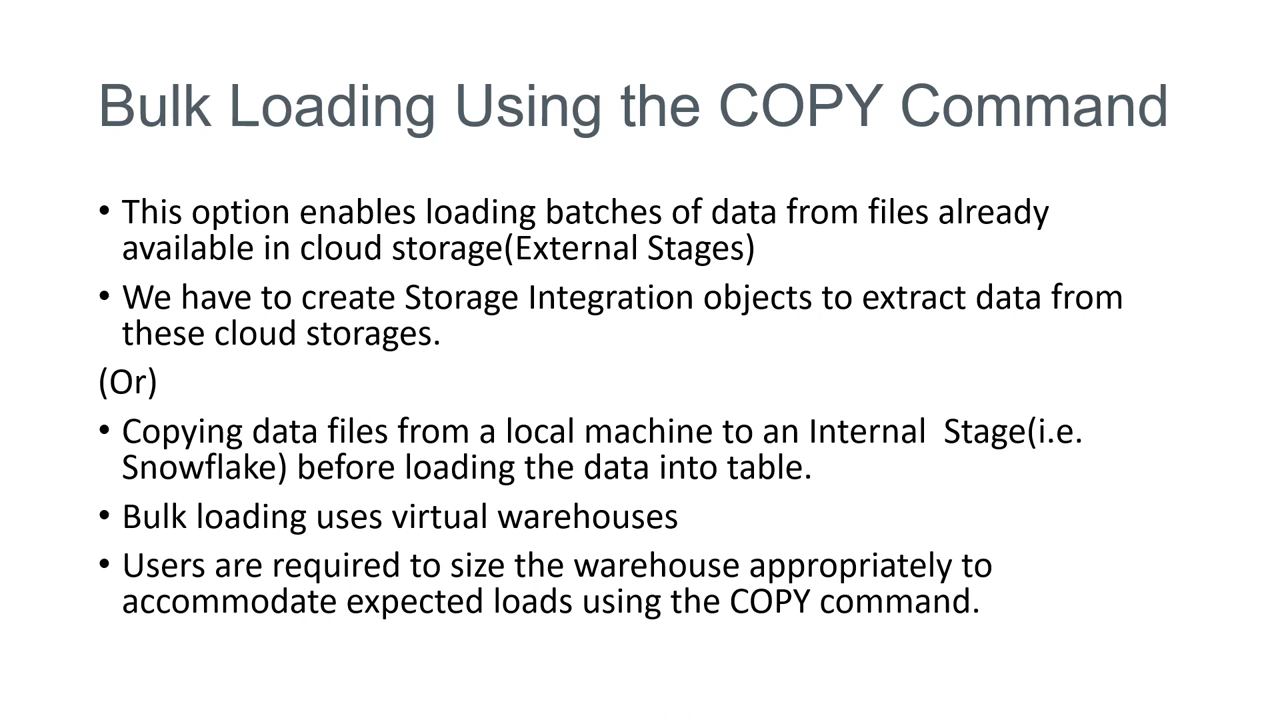 Bulk Loading Using the COPY Command
• This option enables loading batches of data from files already
available in cloud storage(External Stages)
• We have to create Storage Integration objects to extract data from
these cloud storages.
(Or)
• Copying data files from a local machine to an Internal  Stage(i.e.
Snowflake) before loading the data into table.
• Bulk loading uses virtual warehouses
• Users are required to size the warehouse appropriately to
accommodate expected loads using the COPY command.